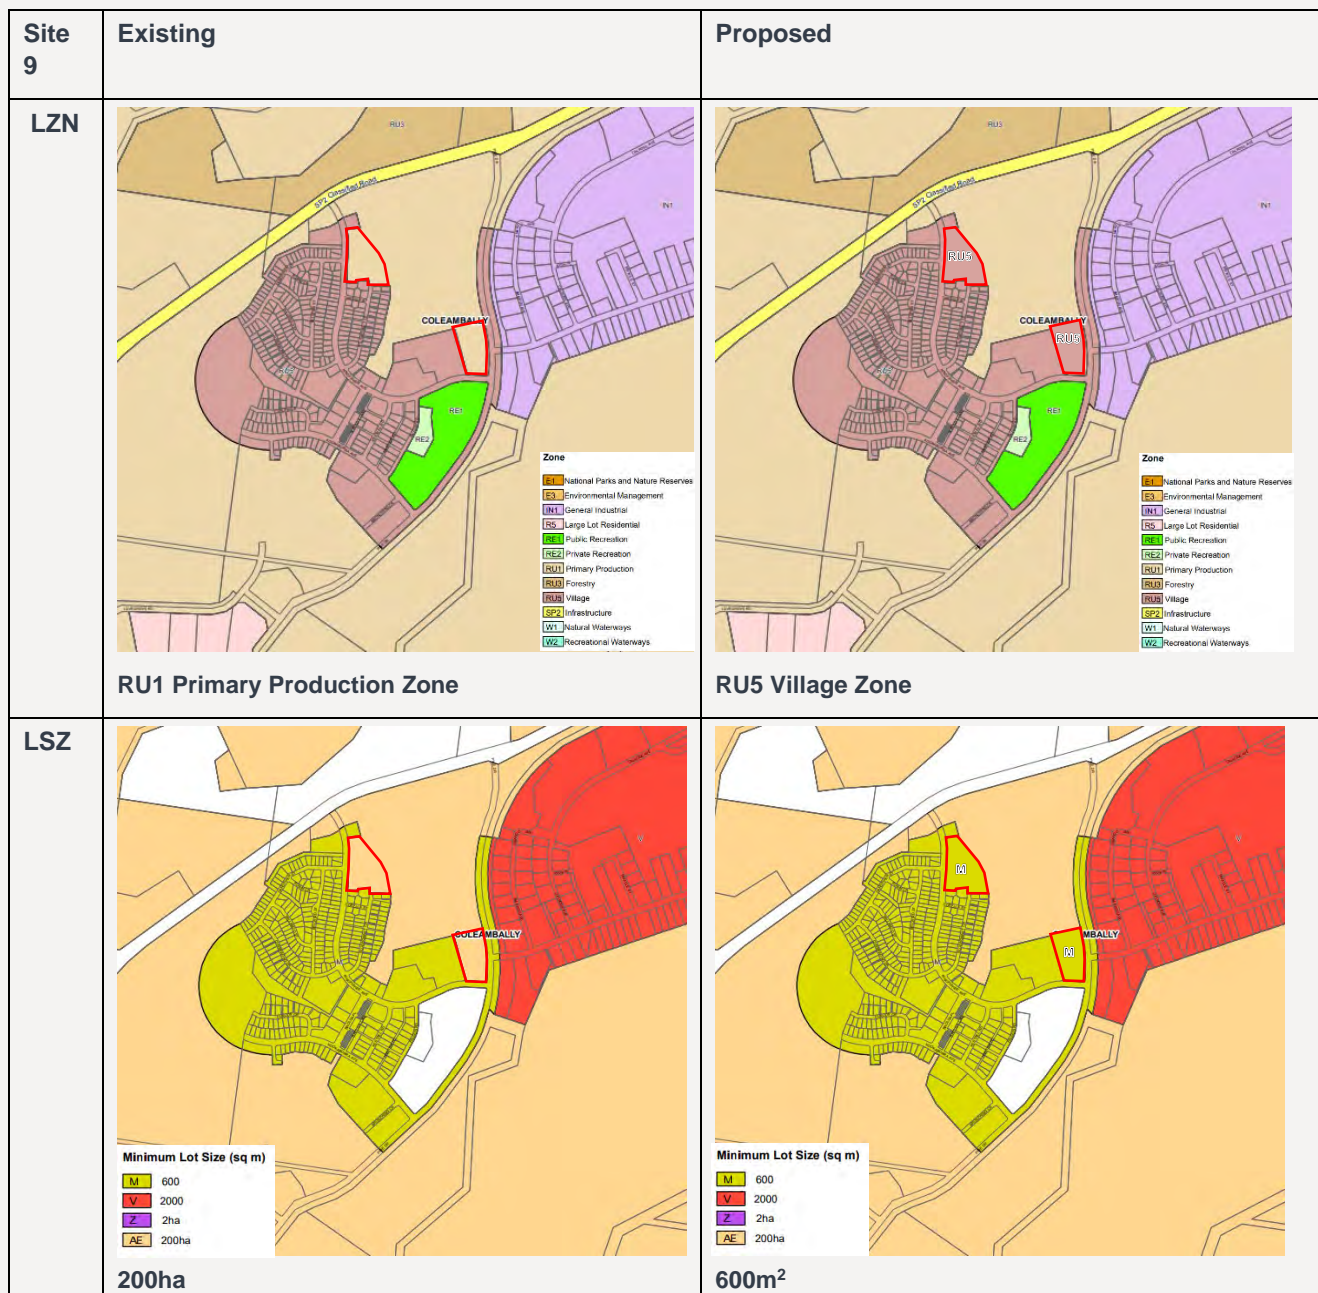 Site 9
Existing
Proposed
LZN
RU3
SP2 Classified Road
IN1
COLEAMBALLY
RE1
RE2
Zone
E1 National Parks and Nature Reserves
E3 Environmental Management
IN1 General Industrial
R5 Large Lot Residential
RE1 Public Recreation
RE2 Private Recreation
RU1 Primary Production
RU3 Forestry
RU5 Village
SP2 Infrastructure
W1 Natural Waterways
W2 Recreational Waterways
RU1 Primary Production Zone
RU3
SP2 Classified Road
IN1
RU5
COLEAMBALLY
RU5
RE1
RE2
Zone
E1 National Parks and Nature Reserves
E3 Environmental Management
IN1 General Industrial
R5 Large Lot Residential
RE1 Public Recreation
RE2 Private Recreation
RU1 Primary Production
RU3 Forestry
RU5 Village
SP2 Infrastructure
W1 Natural Waterways
W2 Recreational Waterways
RU5 Village Zone
LSZ
V
COLEAMBALLY
M
Minimum Lot Size (sq m)
M 600
V 2000
Z 2ha
AE 200ha
200ha
V
M
MBALLY
M
M
Minimum Lot Size (sq m)
M 600
V 2000
Z 2ha
AE 200ha
600m²